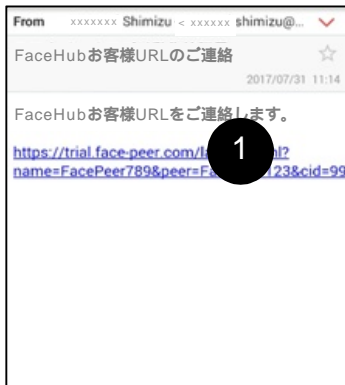 From xxxxxxx Shimizu < xxxxxx shimizu@...
FaceHubお客様URLのご連絡
2017/07/31 11:14
FaceHubお客様URLをご連絡します。
https://trial.face-peer.com/
name=FacePeer789&peer= 123&cid=99
1